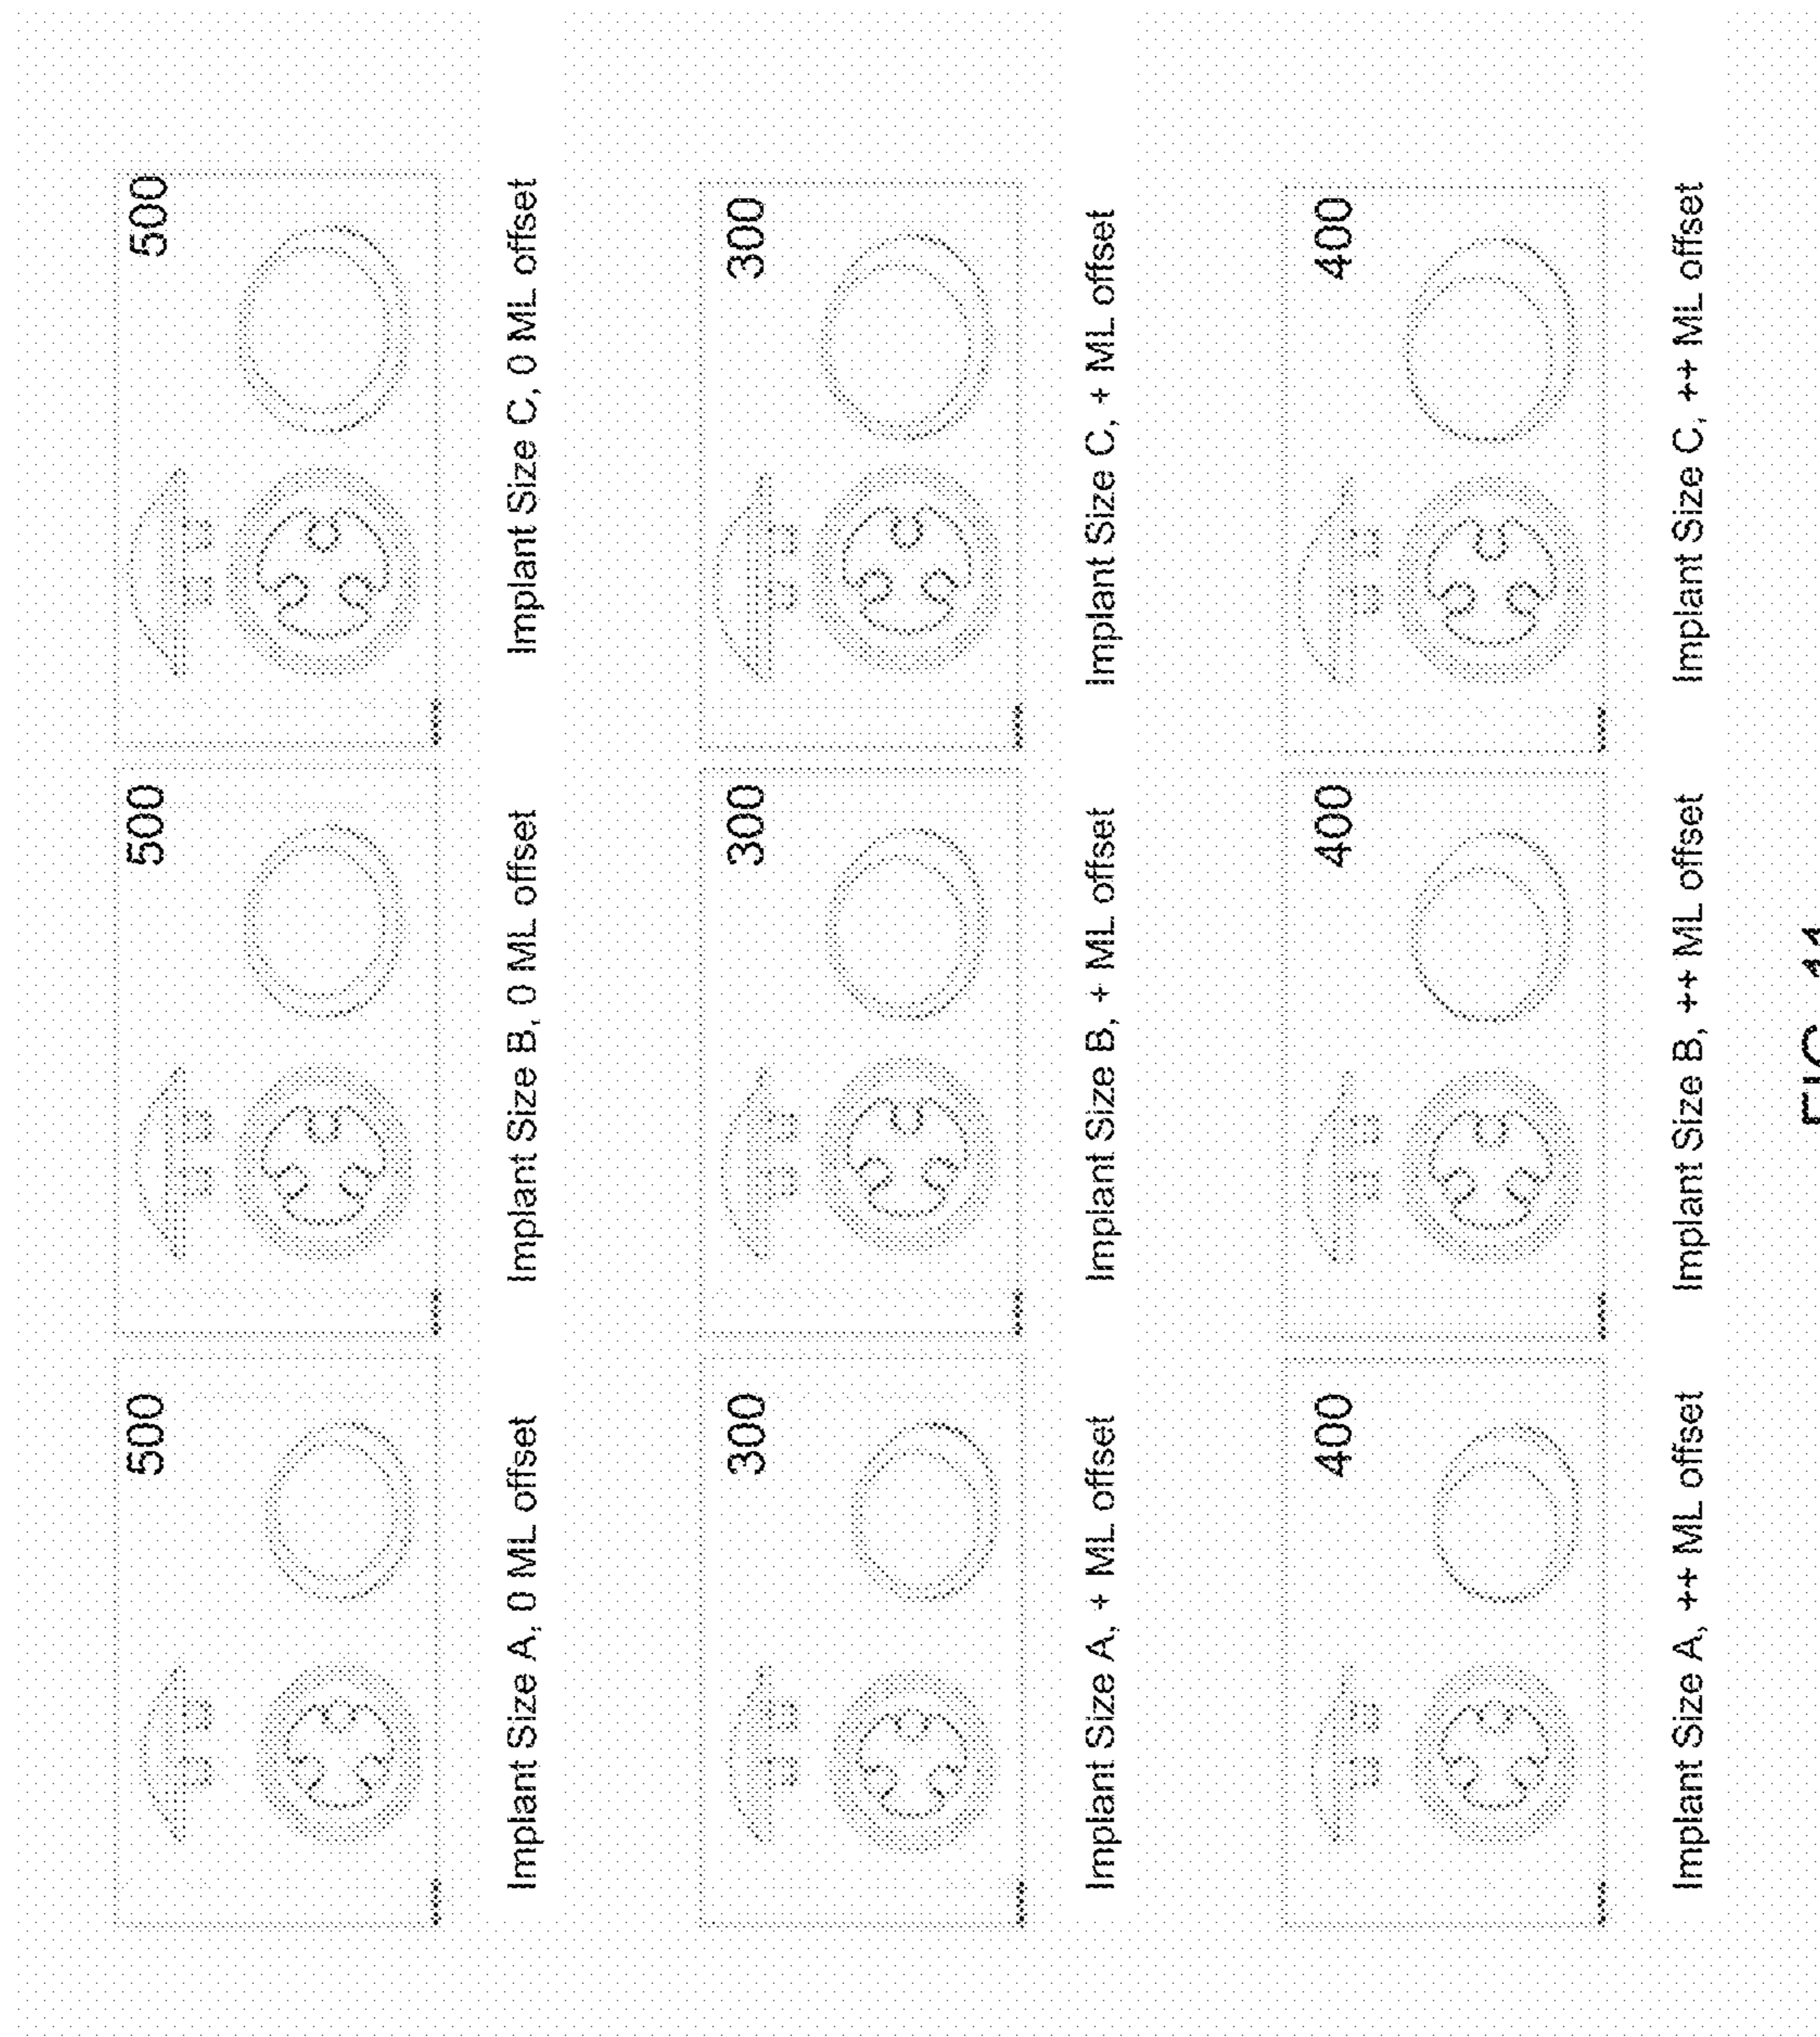 500 500 500
Implant Size A, 0 ML offset Implant Size B, 0 ML offset Implant Size C, 0 ML offset
300 300 300
Implant Size A, + ML offset Implant Size B, + ML offset Implant Size C, + ML offset
400 400 400
Implant Size A, ++ ML offset Implant Size B, ++ ML offset Implant Size C, ++ ML offset